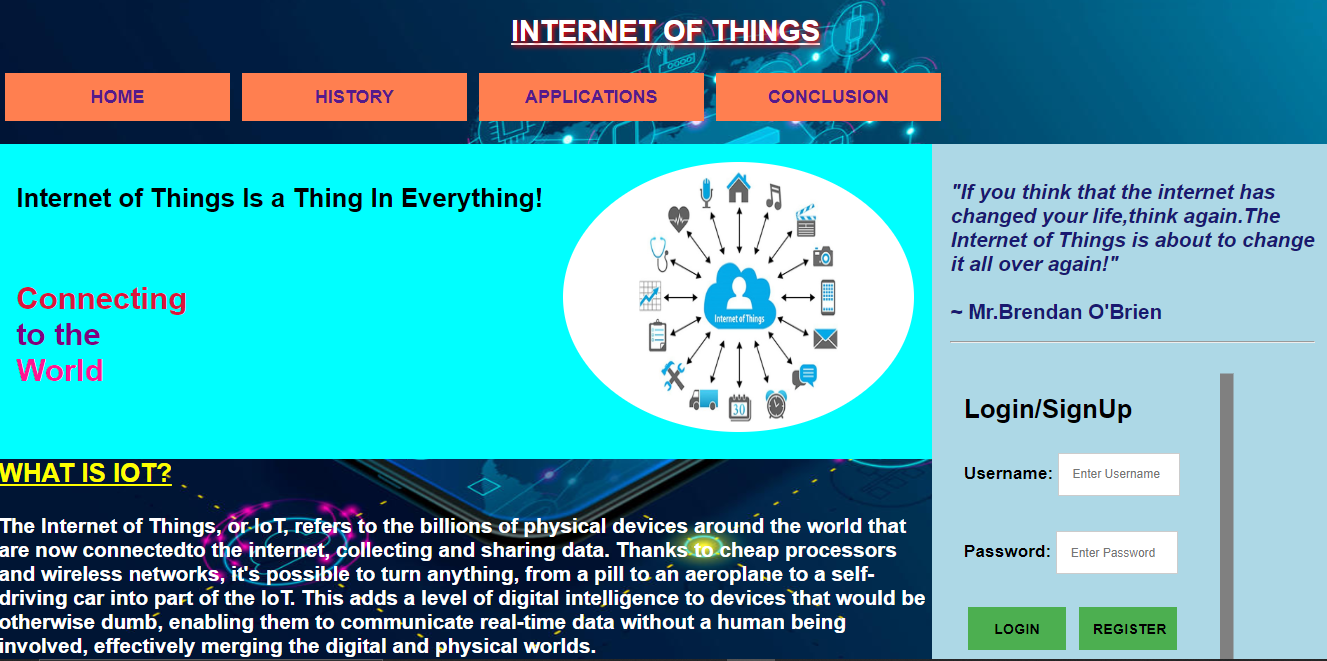 INTERNET OF THINGS
HOME
HISTORY
APPLICATIONS
CONCLUSION
Internet of Things Is a Thing In Everything!
Connecting
to the
World
Internet of Things
30
"If you think that the internet has
changed your life,think again.The
Internet of Things is about to change
it all over again!"
~ Mr.Brendan O'Brien
Login/SignUp
Username: Enter Username
Password: Enter Password
LOGIN
REGISTER
WHAT IS IOT?
The Internet of Things, or IoT, refers to the billions of physical devices around the world that
are now connectedto the internet, collecting and sharing data. Thanks to cheap processors
and wireless networks, it's possible to turn anything, from a pill to an aeroplane to a self-
driving car into part of the IoT. This adds a level of digital intelligence to devices that would be
otherwise dumb, enabling them to communicate real-time data without a human being
involved, effectively merging the digital and physical worlds.